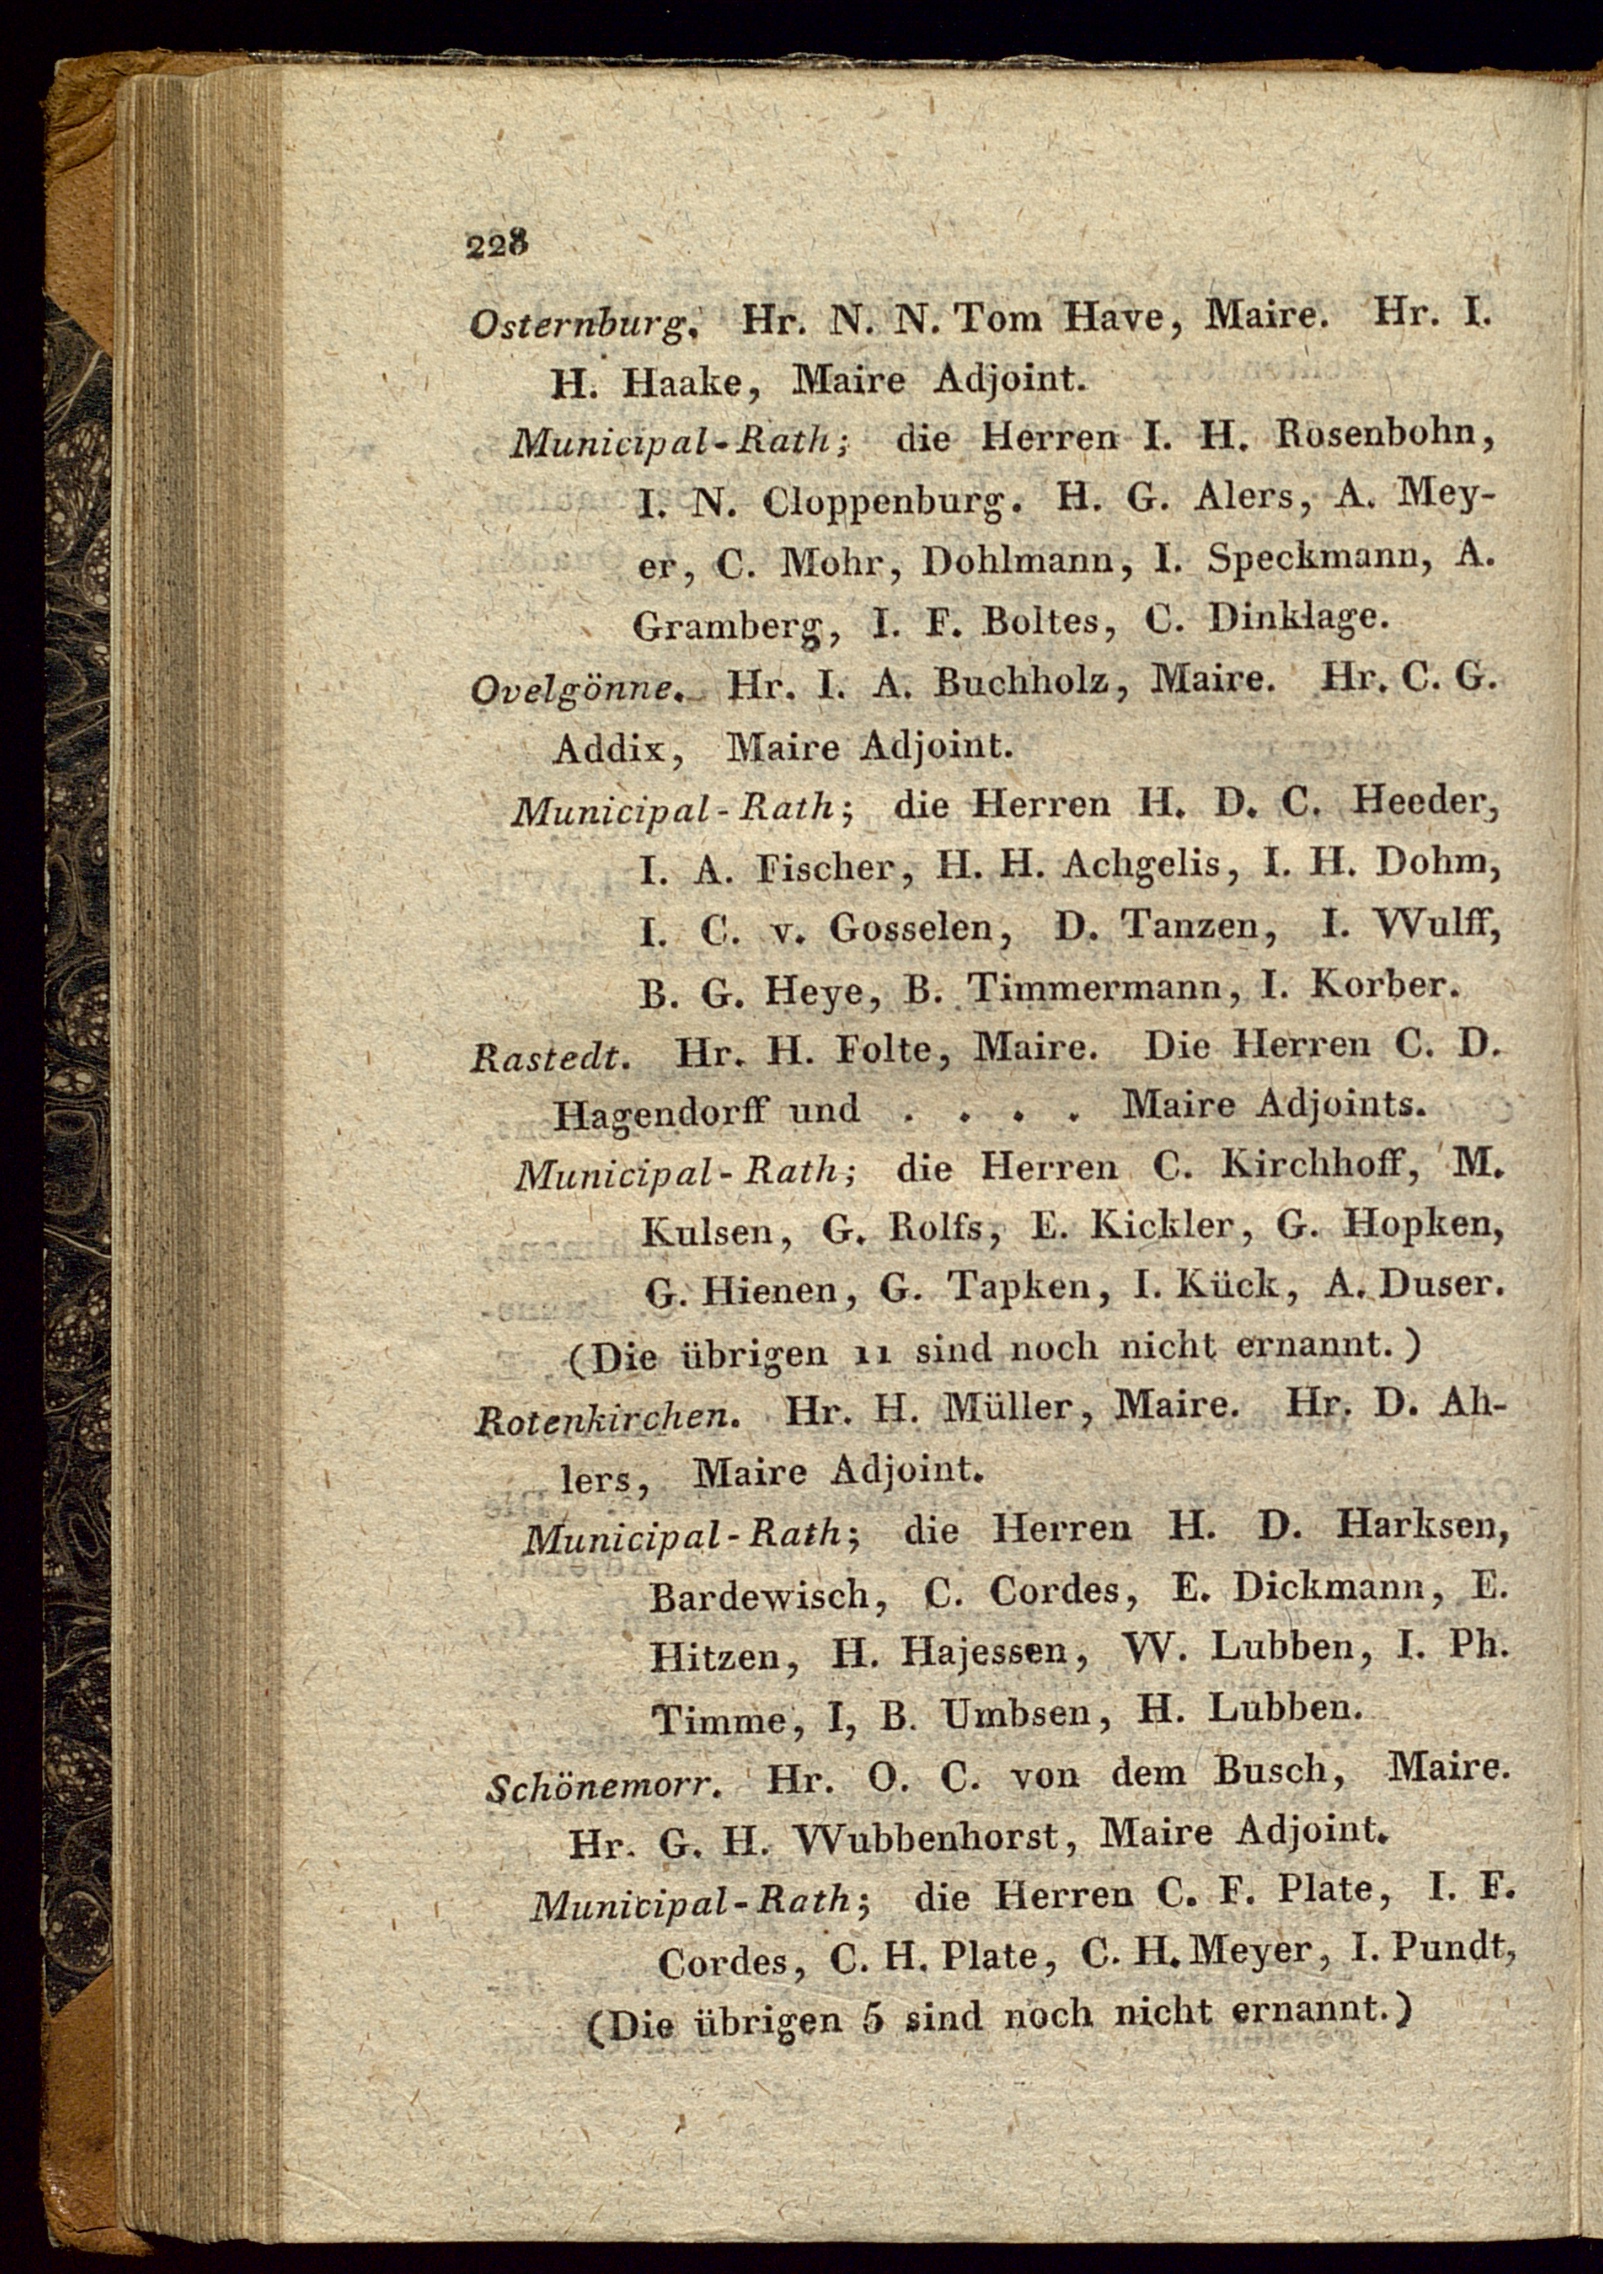 228
Osternburg. Hr. N. N. Tom Have, Maire. Hr. I.
H. Haake, Maire Adjoint.
Municipal-Rath; die Herren I. H. Rosenbohn,
I. N. Cloppenburg. H. G. Alers, A. Mey-
er, C. Mohr, Dohlmann, I. Speckmann, A.
Gramberg, I. F. Boltes, C. Dinklage.
Ovelgönne. Hr. I. A. Buchholz, Maire. Hr. C. G.
Addix, Maire Adjoint.
Municipal-Rath; die Herren H. D. C. Heeder,
I. A. Fischer, H. H. Achgelis, I. H. Dohm,
I. C. v. Gosselen, D. Tanzen, I. Wulff,
B. G. Heye, B. Timmermann, I. Korber.
Rastedt. Hr. H. Folte, Maire. Die Herren C. D.
Hagendorff und . . . . Maire Adjoints.
Municipal-Rath; die Herren C. Kirchhoff, M.
Kulsen, G. Rolfs, E. Kickler, G. Hopken,
G. Hienen, G. Tapken, I. Kück, A. Duser.
(Die übrigen 11 sind noch nicht ernannt.)
Rotenkirchen. Hr. H. Müller, Maire. Hr. D. Ah-
lers, Maire Adjoint.
Municipal-Rath; die Herren H. D. Harksen,
Bardewisch, C. Cordes, E. Dickmann, E.
Hitzen, H. Hajessen, W. Lubben, I. Ph.
Timme, I, B. Umbsen, H. Lubben.
Schönemorr. Hr. O. C. von dem Busch, Maire.
Hr. G. H. Wubbenhorst, Maire Adjoint.
Municipal-Rath; die Herren C. F. Plate, I. F.
Cordes, C. H. Plate, C. H. Meyer, I. Pundt,
(Die übrigen 5 sind noch nicht ernannt.)